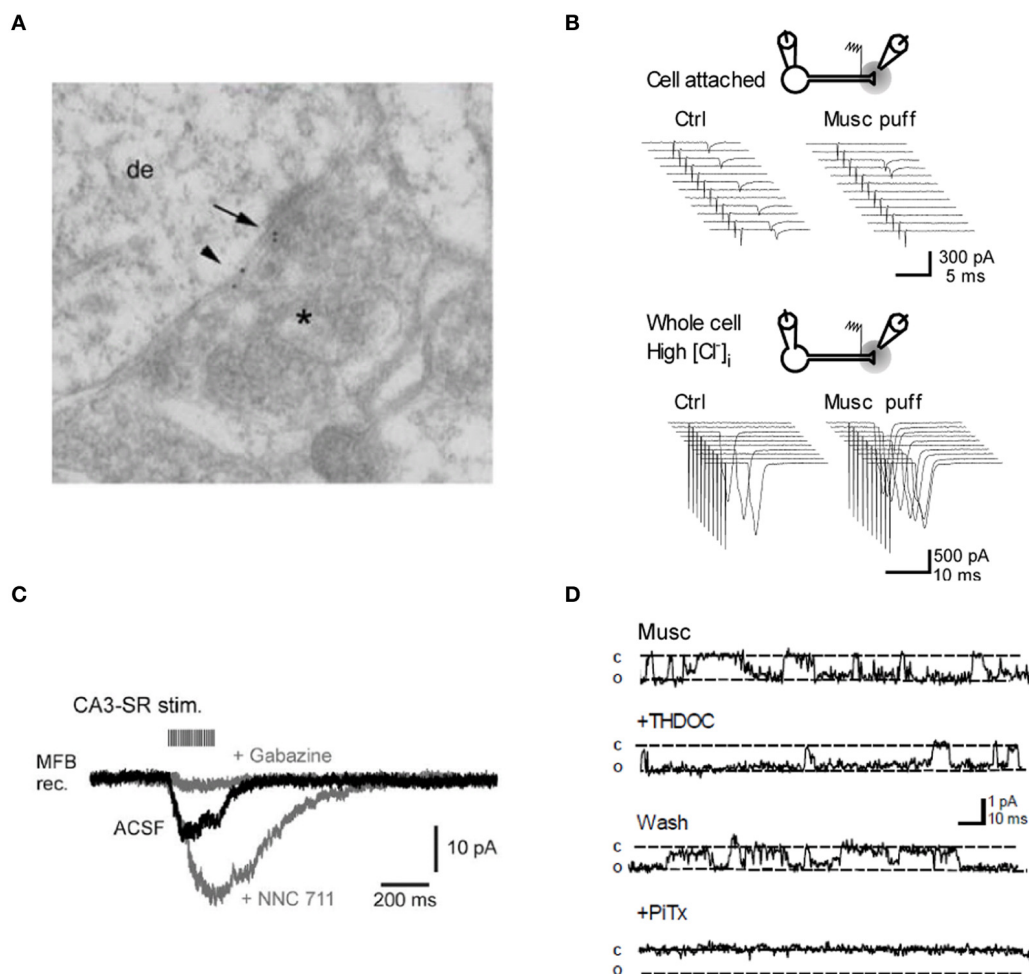 A
de
*
B
Cell attached
Ctrl Musc puff
300 pA
5 ms
Whole cell
High [Cl-]i
Ctrl Musc puff
500 pA
10 ms
C
CA3-SR stim.
+ Gabazine
MFB
rec.
ACSF
10 pA
+ NNC 711
200 ms
D
Musc
c
o
+THDOC
c
o
1 pA
10 ms
Wash
c
o
+PiTx
c
o